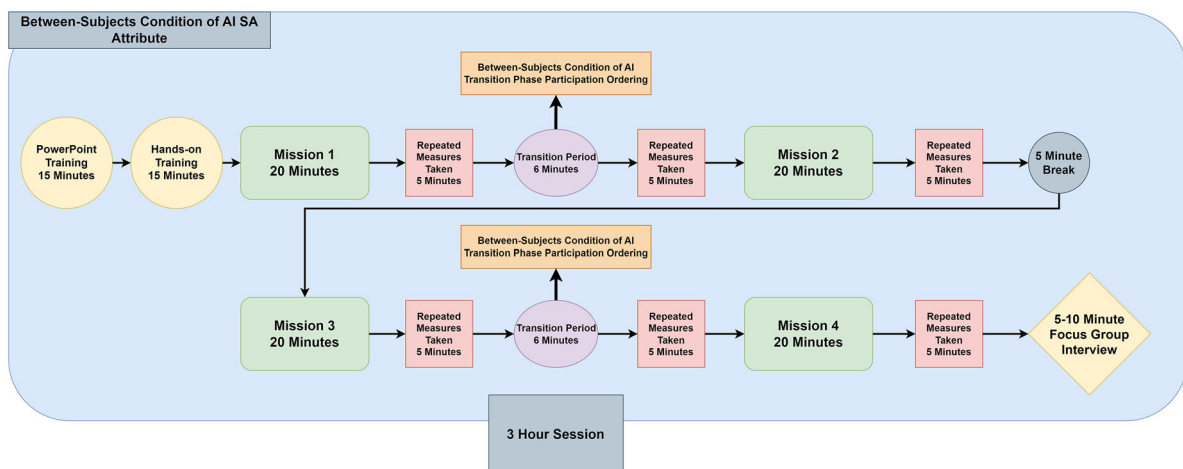 Between-Subjects Condition of AI SA
Attribute
Between-Subjects Condition of AI
Transition Phase Participation Ordering
PowerPoint
Training
15 Minutes
Hands-on
Training
15 Minutes
Mission 1
20 Minutes
Repeated
Measures
Taken
5 Minutes
Transition Period
6 Minutes
Repeated
Measures
Taken
5 Minutes
Mission 2
20 Minutes
Repeated
Measures
Taken
5 Minutes
5 Minute
Break
Between-Subjects Condition of AI
Transition Phase Participation Ordering
Mission 3
20 Minutes
Repeated
Measures
Taken
5 Minutes
Transition Period
6 Minutes
Repeated
Measures
Taken
5 Minutes
Mission 4
20 Minutes
Repeated
Measures
Taken
5 Minutes
5-10 Minute
Focus Group
Interview
3 Hour Session